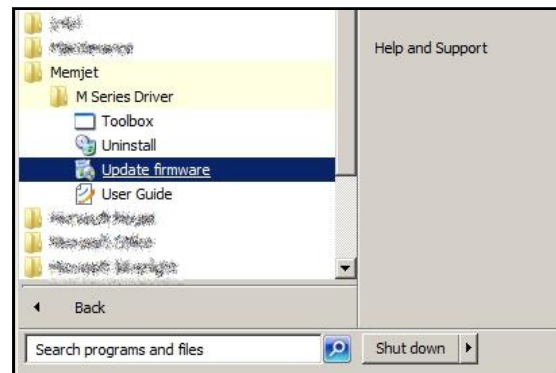 Memjet
M Series Driver
Toolbox
Uninstall
Update firmware
User Guide
Back
Search programs and files
Help and Support
Shut down